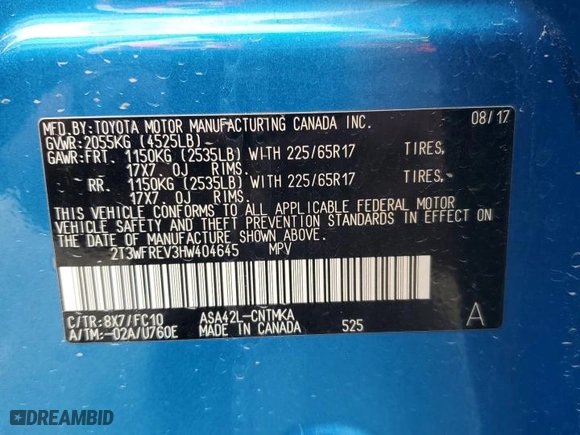 MFD.BY:TOYOTA MOTOR MANUFACTURING CANADA INC. 08/17
GVWR:2055KG (4525LB)
GAWR:FRT. 1150KG (2535LB) WITH 225/65R17 TIRES,
17X7.0J RIMS.
RR. 1150KG (2535LB) WITH 225/65R17 TIRES,
17X7.0J RIMS.
THIS VEHICLE CONFORMS TO ALL APPLICABLE FEDERAL MOTOR
VEHICLE SAFETY AND THEFT PREVENTION STANDARDS IN EFFECT
ON THE DATE OF MANUFACTURE SHOWN ABOVE.
2T3WFREV3HW404645 MPV
C/TR:8X7/FC10 ASA42L-CNTMKA A
A/TM:-02A/U760E MADE IN CANADA 525
DREAMBID